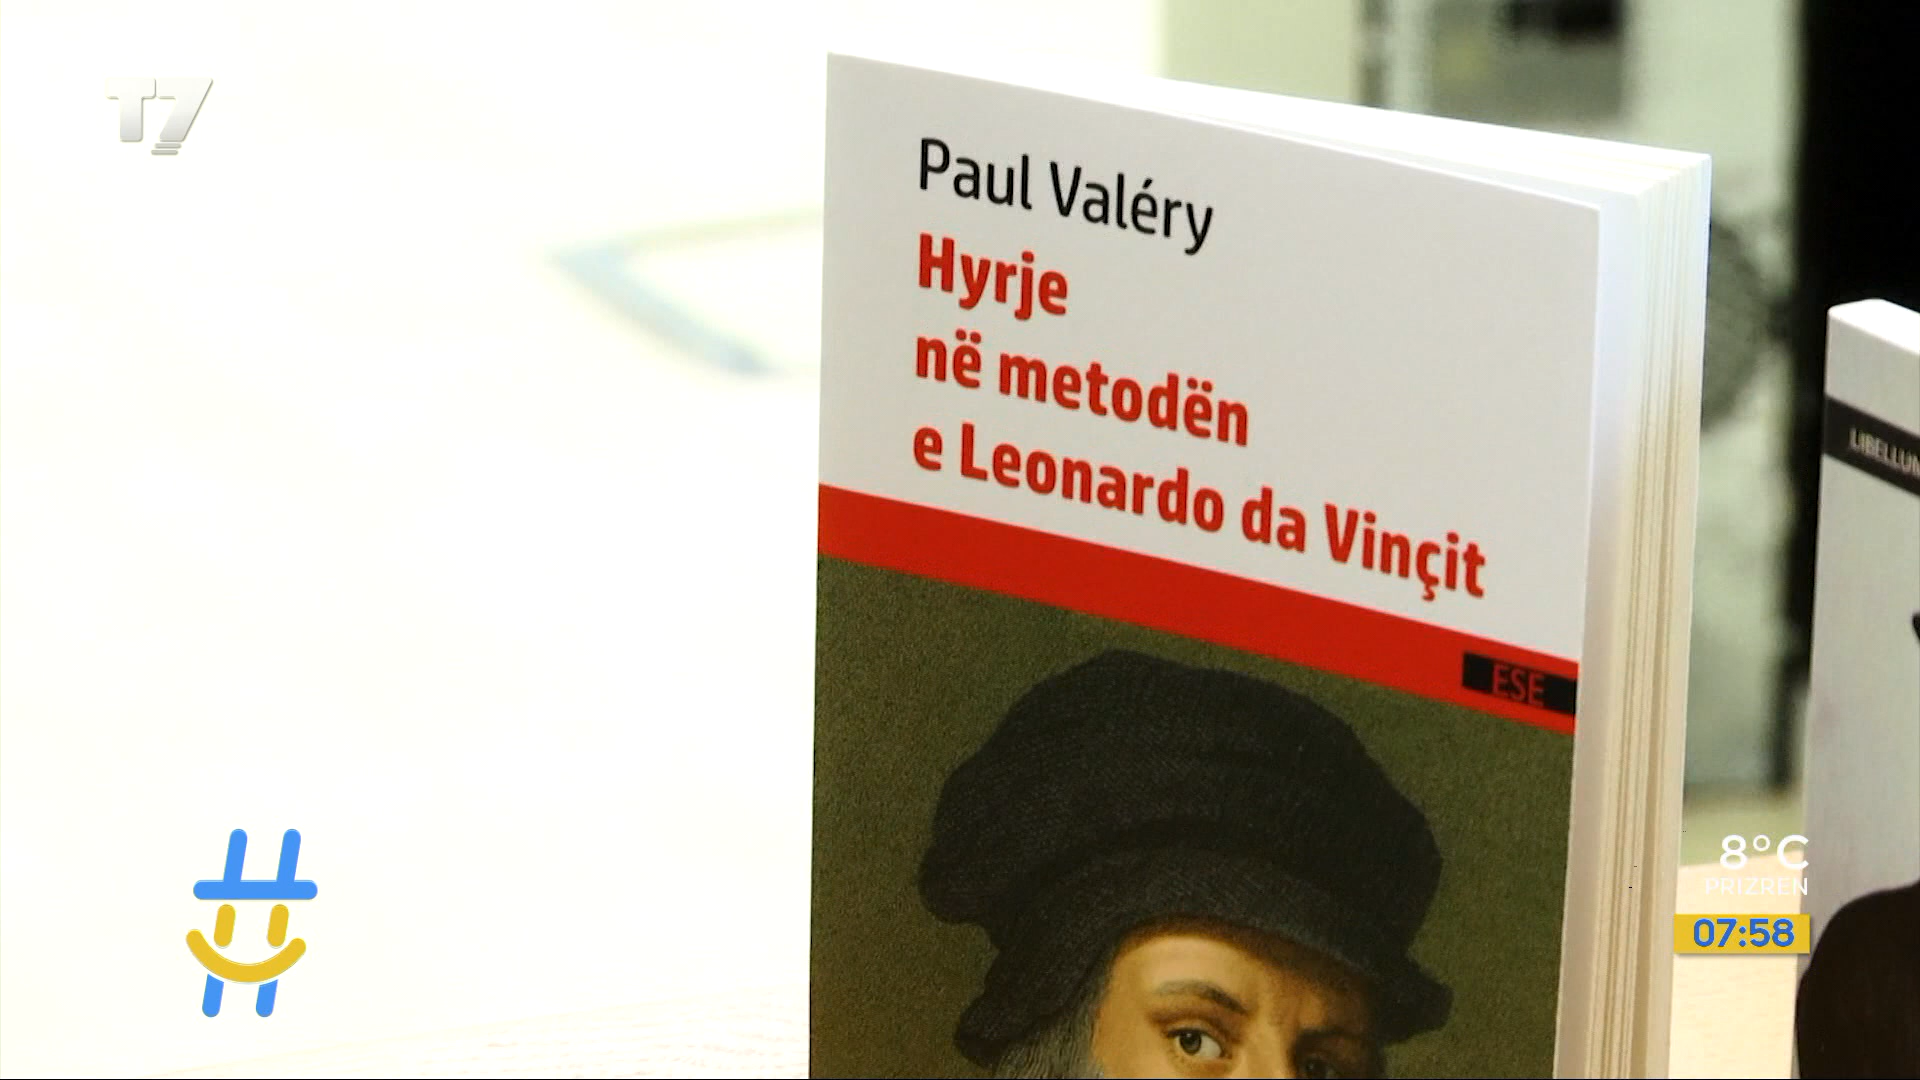 T7
Paul Valéry
Hyrje
në metodën
e Leonardo da Vinçit
ESE
8°C
PRIZREN
07:58